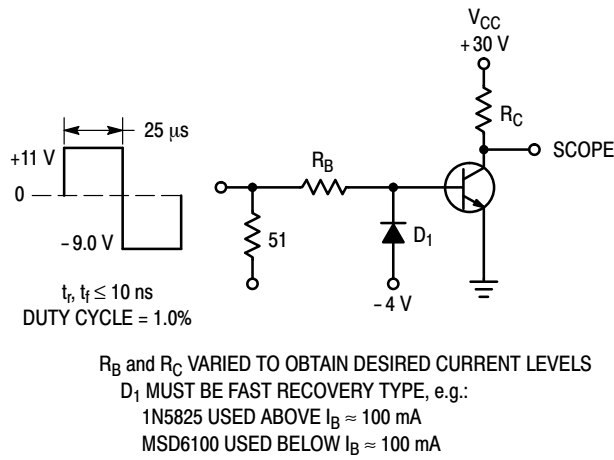 V_CC
+30 V
R_C
SCOPE
25 μs
+11 V
0
–9.0 V
R_B
51
D_1
–4 V
t_r, t_f ≤ 10 ns
DUTY CYCLE = 1.0%
R_B and R_C VARIED TO OBTAIN DESIRED CURRENT LEVELS
D_1 MUST BE FAST RECOVERY TYPE, e.g.:
1N5825 USED ABOVE I_B ≈ 100 mA
MSD6100 USED BELOW I_B ≈ 100 mA